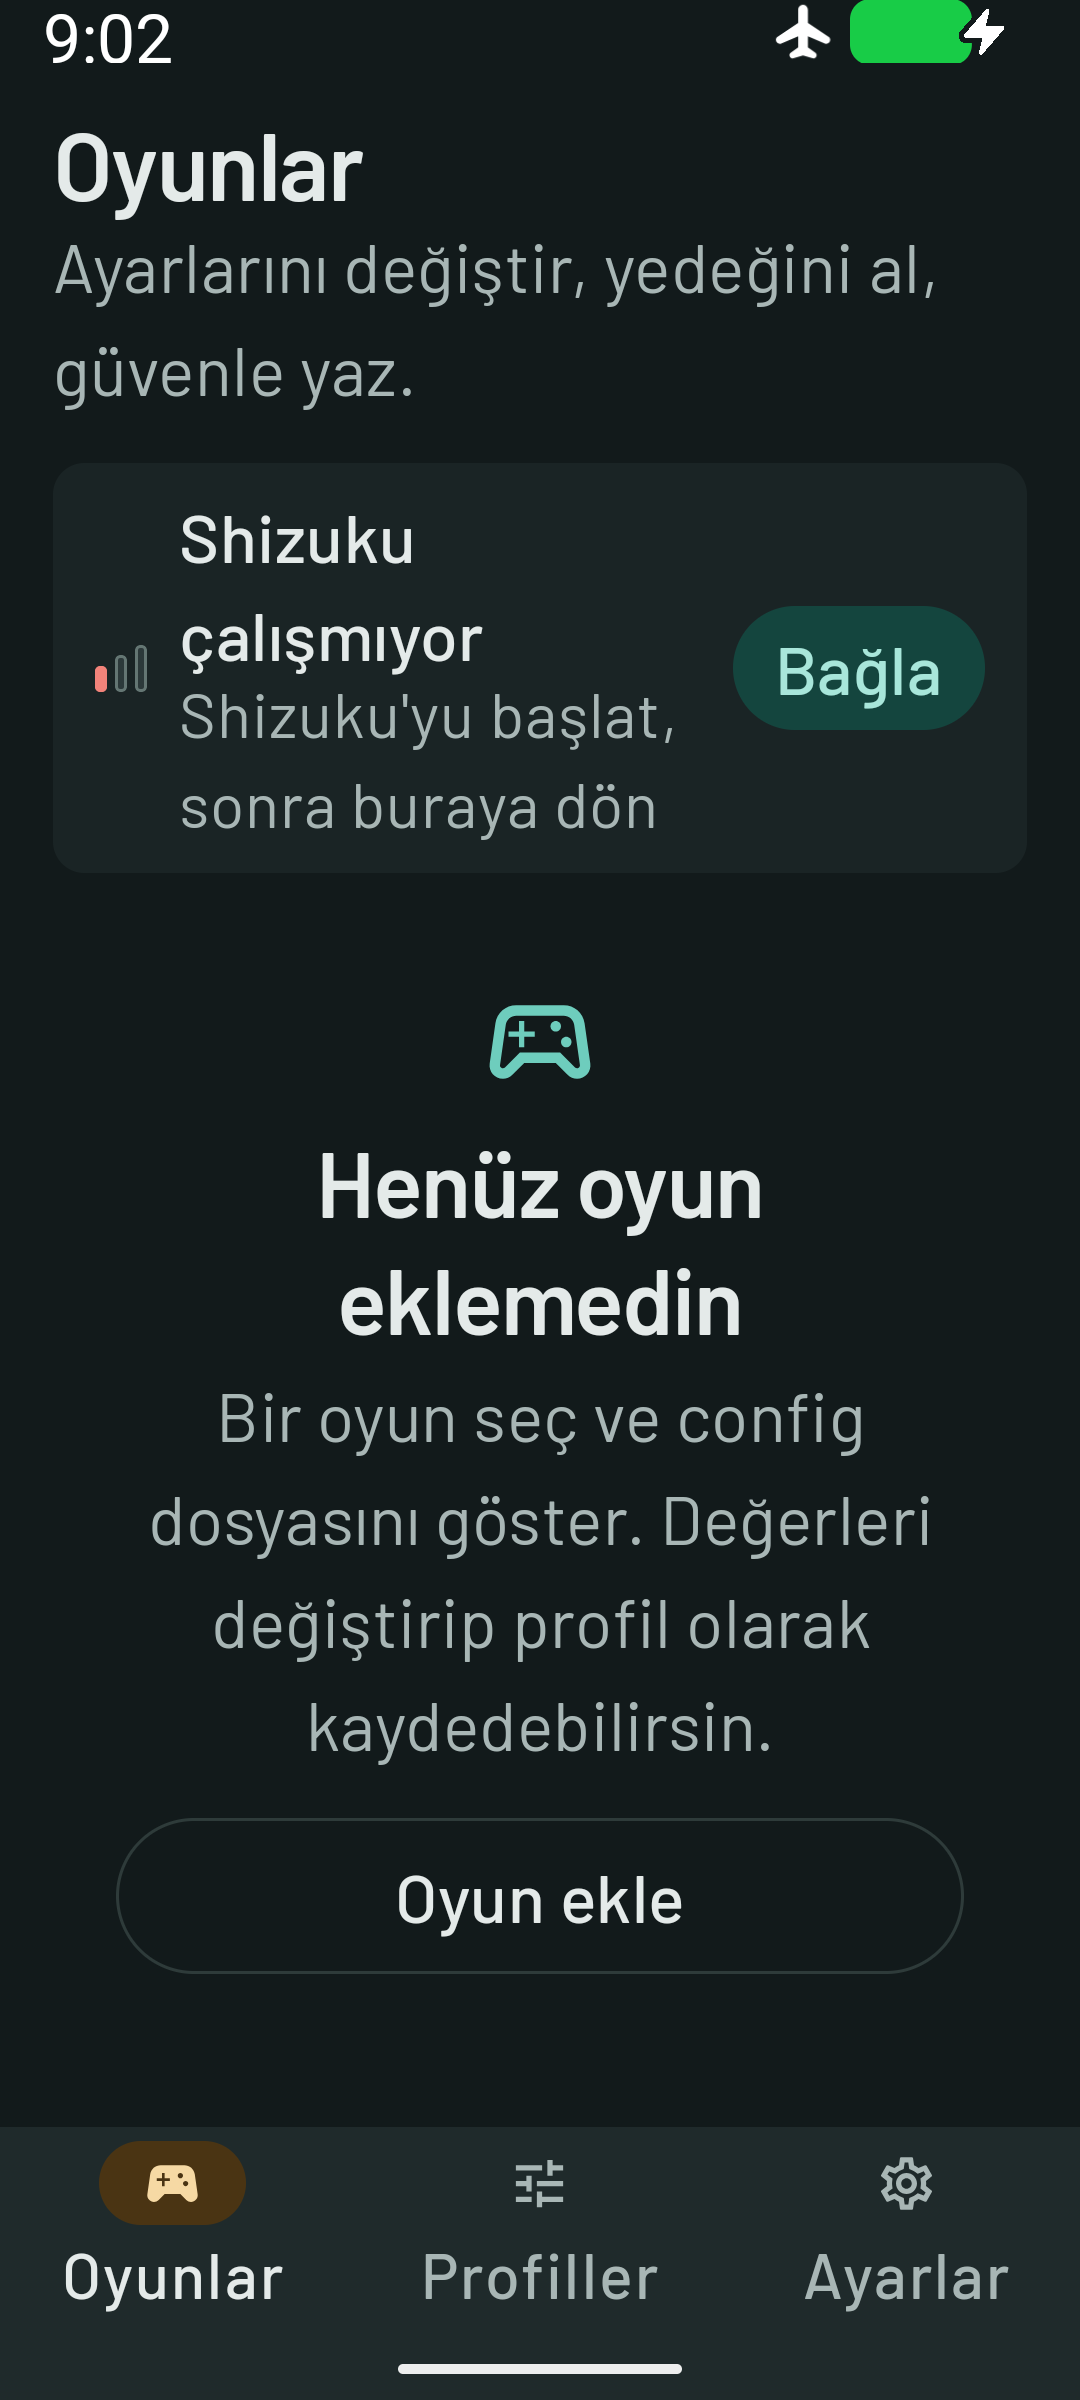 9:02
Oyunlar
Ayarlarını değiştir, yedeğini al,
güvenle yaz.
Shizuku
çalışmıyor
Shizuku'yu başlat,
sonra buraya dön
Bağla
Henüz oyun
eklemedin
Bir oyun seç ve config
dosyasını göster. Değerleri
değiştirip profil olarak
kaydedebilirsin.
Oyun ekle
Oyunlar
Profiller
Ayarlar